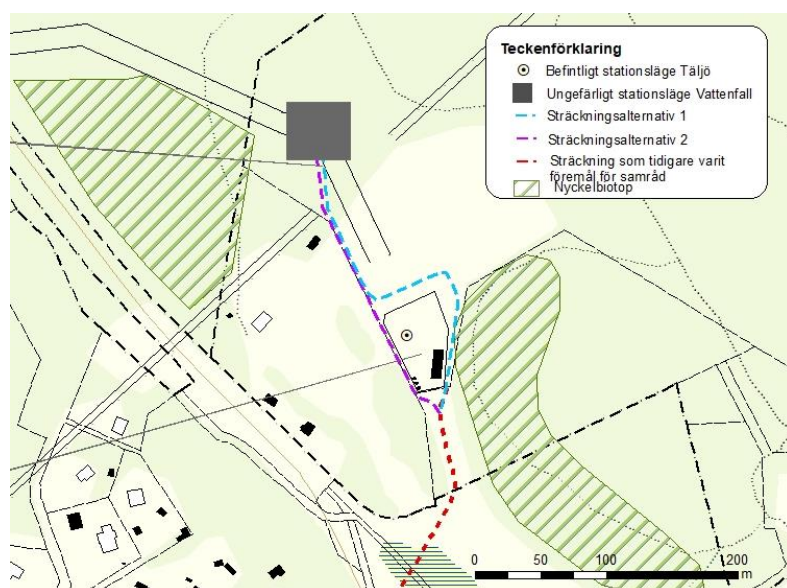 Teckenförklaring
Befintligt stationsläge Täljö
Ungefärligt stationsläge Vattenfall
Sträckningsalternativ 1
Sträckningsalternativ 2
Sträckning som tidigare varit
föremål för samråd
Nyckelbiotop
0 50 100 200
m